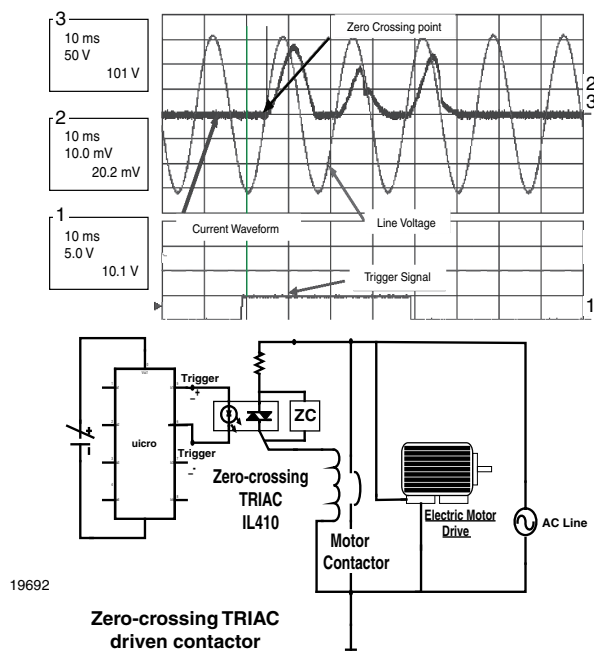 3
10 ms
50 V
101 V
Zero Crossing point
2
3
2
10 ms
10.0 mV
20.2 mV
Current Waveform
Line Voltage
1
10 ms
5.0 V
10.1 V
Trigger Signal
1
Trigger
+
−
uicro
Trigger
ZC
Zero-crossing
TRIAC
IL410
Motor
Contactor
Electric Motor
Drive
AC Line
19692
Zero-crossing TRIAC
driven contactor